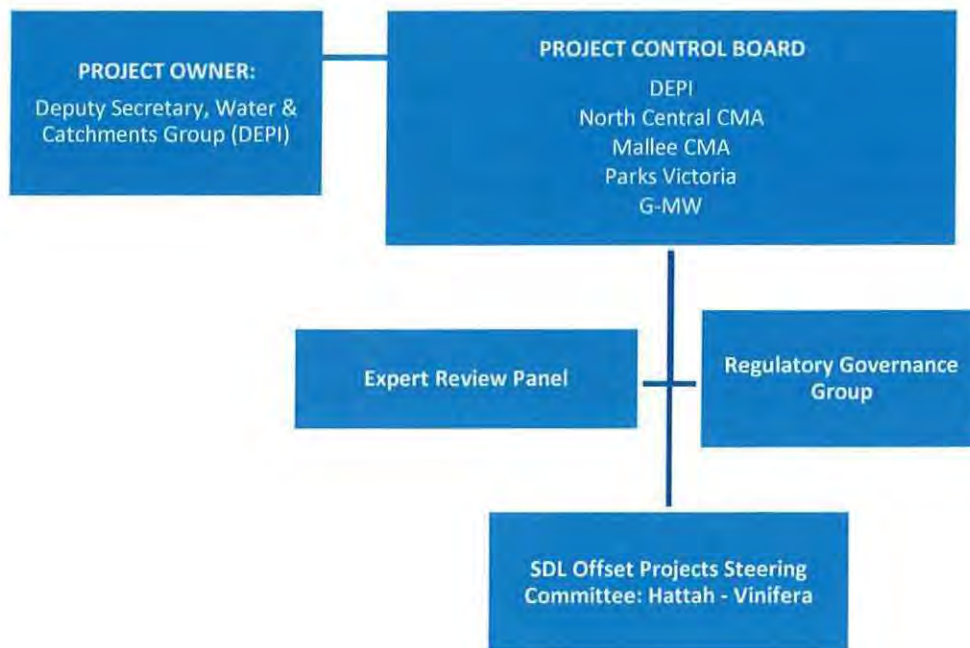 PROJECT OWNER:
Deputy Secretary, Water &
Catchments Group (DEPI)
PROJECT CONTROL BOARD
DEPI
North Central CMA
Mallee CMA
Parks Victoria
G-MW
Expert Review Panel
Regulatory Governance
Group
SDL Offset Projects Steering
Committee: Hattah - Vinifera